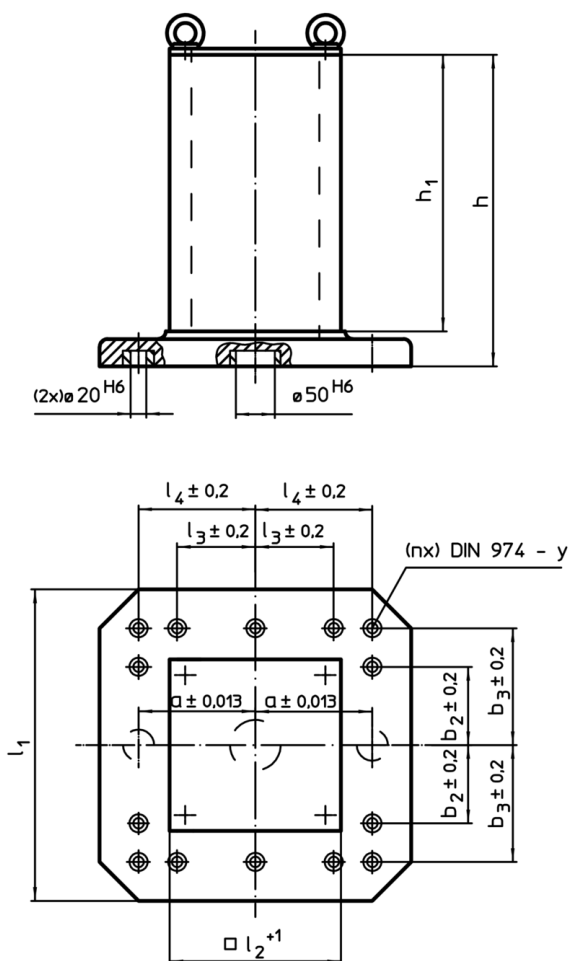 h₁
h
(2x)ø20 H6
ø50 H6
l₄ ± 0,2
l₄ ± 0,2
l₃ ± 0,2
l₃ ± 0,2
(nx) DIN 974 - y
a ± 0,013
a ± 0,013
b₂ ± 0,2
b₃ ± 0,2
l₁
b₂ ± 0,2
b₃ ± 0,2
□ l₂ +1